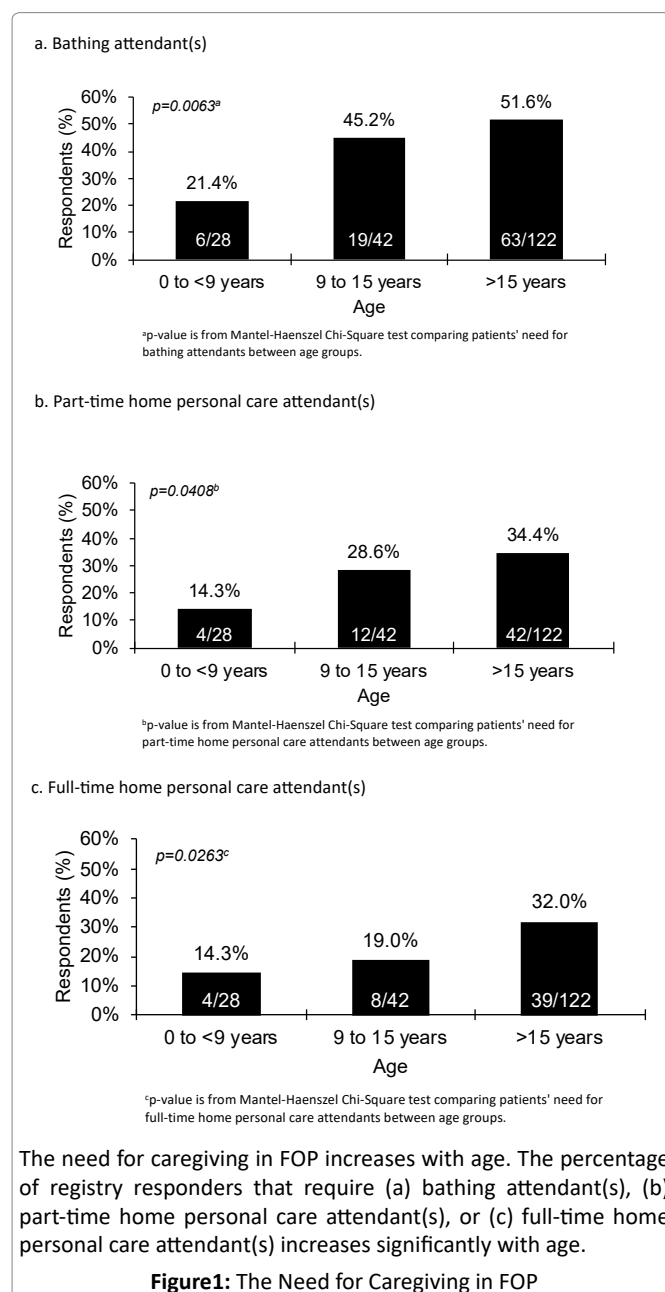 a. Bathing attendant(s)
60%
50%
40%
30%
20%
10%
0%
Respondents (%)
p=0.0063ᵃ
21.4%
45.2%
51.6%
6/28
19/42
63/122
0 to <9 years
9 to 15 years
>15 years
Age
ᵃp-value is from Mantel-Haenszel Chi-Square test comparing patients' need for
bathing attendants between age groups.
b. Part-time home personal care attendant(s)
60%
50%
40%
30%
20%
10%
0%
Respondents (%)
p=0.0408ᵇ
14.3%
28.6%
34.4%
4/28
12/42
42/122
0 to <9 years
9 to 15 years
>15 years
Age
ᵇp-value is from Mantel-Haenszel Chi-Square test comparing patients' need for
part-time home personal care attendants between age groups.
c. Full-time home personal care attendant(s)
60%
50%
40%
30%
20%
10%
0%
Respondents (%)
p=0.0263ᶜ
14.3%
19.0%
32.0%
4/28
8/42
39/122
0 to <9 years
9 to 15 years
>15 years
Age
ᶜp-value is from Mantel-Haenszel Chi-Square test comparing patients' need for
full-time home personal care attendants between age groups.
The need for caregiving in FOP increases with age. The percentage
of registry responders that require (a) bathing attendant(s), (b)
part-time home personal care attendant(s), or (c) full-time home
personal care attendant(s) increases significantly with age.
Figure1: The Need for Caregiving in FOP